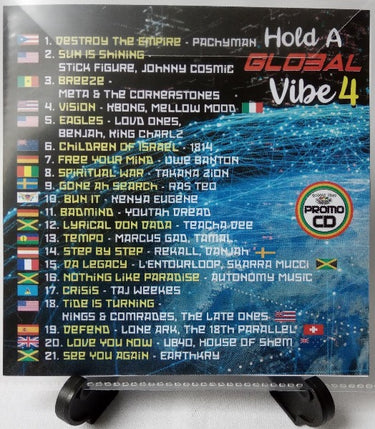 Hold A
GLOBAL
Vibe 4
1. DESTROY THE EMPIRE - PACHYMAN
2. SUN IS SHINING -
STICK FIGURE, JOHNNY COSMIC
3. BREEZE -
META & THE CORNERSTONES
4. VISION - KBONG, MELLOW MOOD
5. EAGLES - LOVD ONES,
BENJAH, KING CHARLZ
6. CHILDREN OF ISRAEL - 1814
7. FREE YOUR MIND - UWE BANTON
8. SPIRITUAL WAR - TAKANA ZION
9. GONE AH SEARCH - RAS TEO
10. BUN IT - KENYA EUGENE
11. BADMIND - YOUTAH DREAD
12. LYRICAL DON DADA - TEACHA DEE
13. TEMPO - MARCUS GAD, TAMAL
14. STEP BY STEP - REKALL, DANJAH
15. DA LEGACY - L'ENTOURLOOP, SKARRA MUCCI
16. NOTHING LIKE PARADISE - AUTONOMY MUSIC
17. CRISIS - TAJ WEEKES
18. TIDE IS TURNING -
KINGS & COMRADES, THE LATE ONES
19. DEFEND - LONE ARK, THE 18TH PARALLEL
20. LOVE YOU NOW - UB40, HOUSE OF SHEM
21. SEE YOU AGAIN - EARTHKRY
PROMO
CD